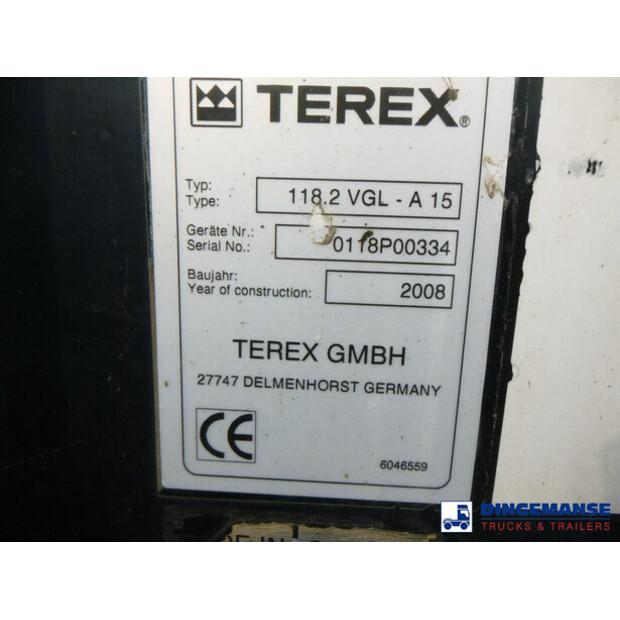 TEREX®
Typ:
Type: 118.2 VGL - A 15
Geräte Nr.:
Serial No.: 0118P00334
Baujahr:
Year of construction: 2008
TEREX GMBH
27747 DELMENHORST GERMANY
CE
6046559
DINGEMANSE
TRUCKS & TRAILERS